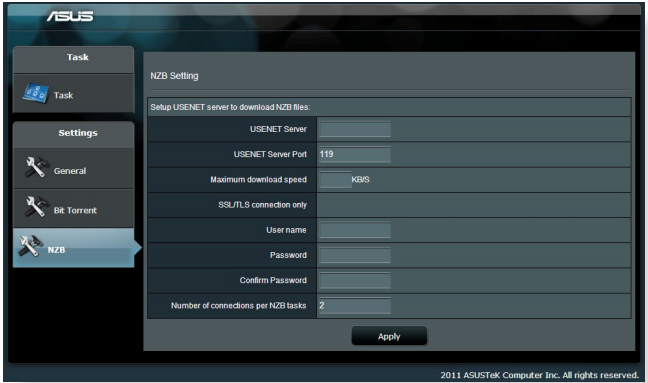 ASUS
Task
Task
Settings
General
Bit Torrent
NZB
NZB Setting
Setup USENET server to download NZB files:
USENET Server
USENET Server Port 119
Maximum download speed KB/S
SSL/TLS connection only
User name
Password
Confirm Password
Number of connections per NZB tasks 2
Apply
2011 ASUSTeK Computer Inc. All rights reserved.